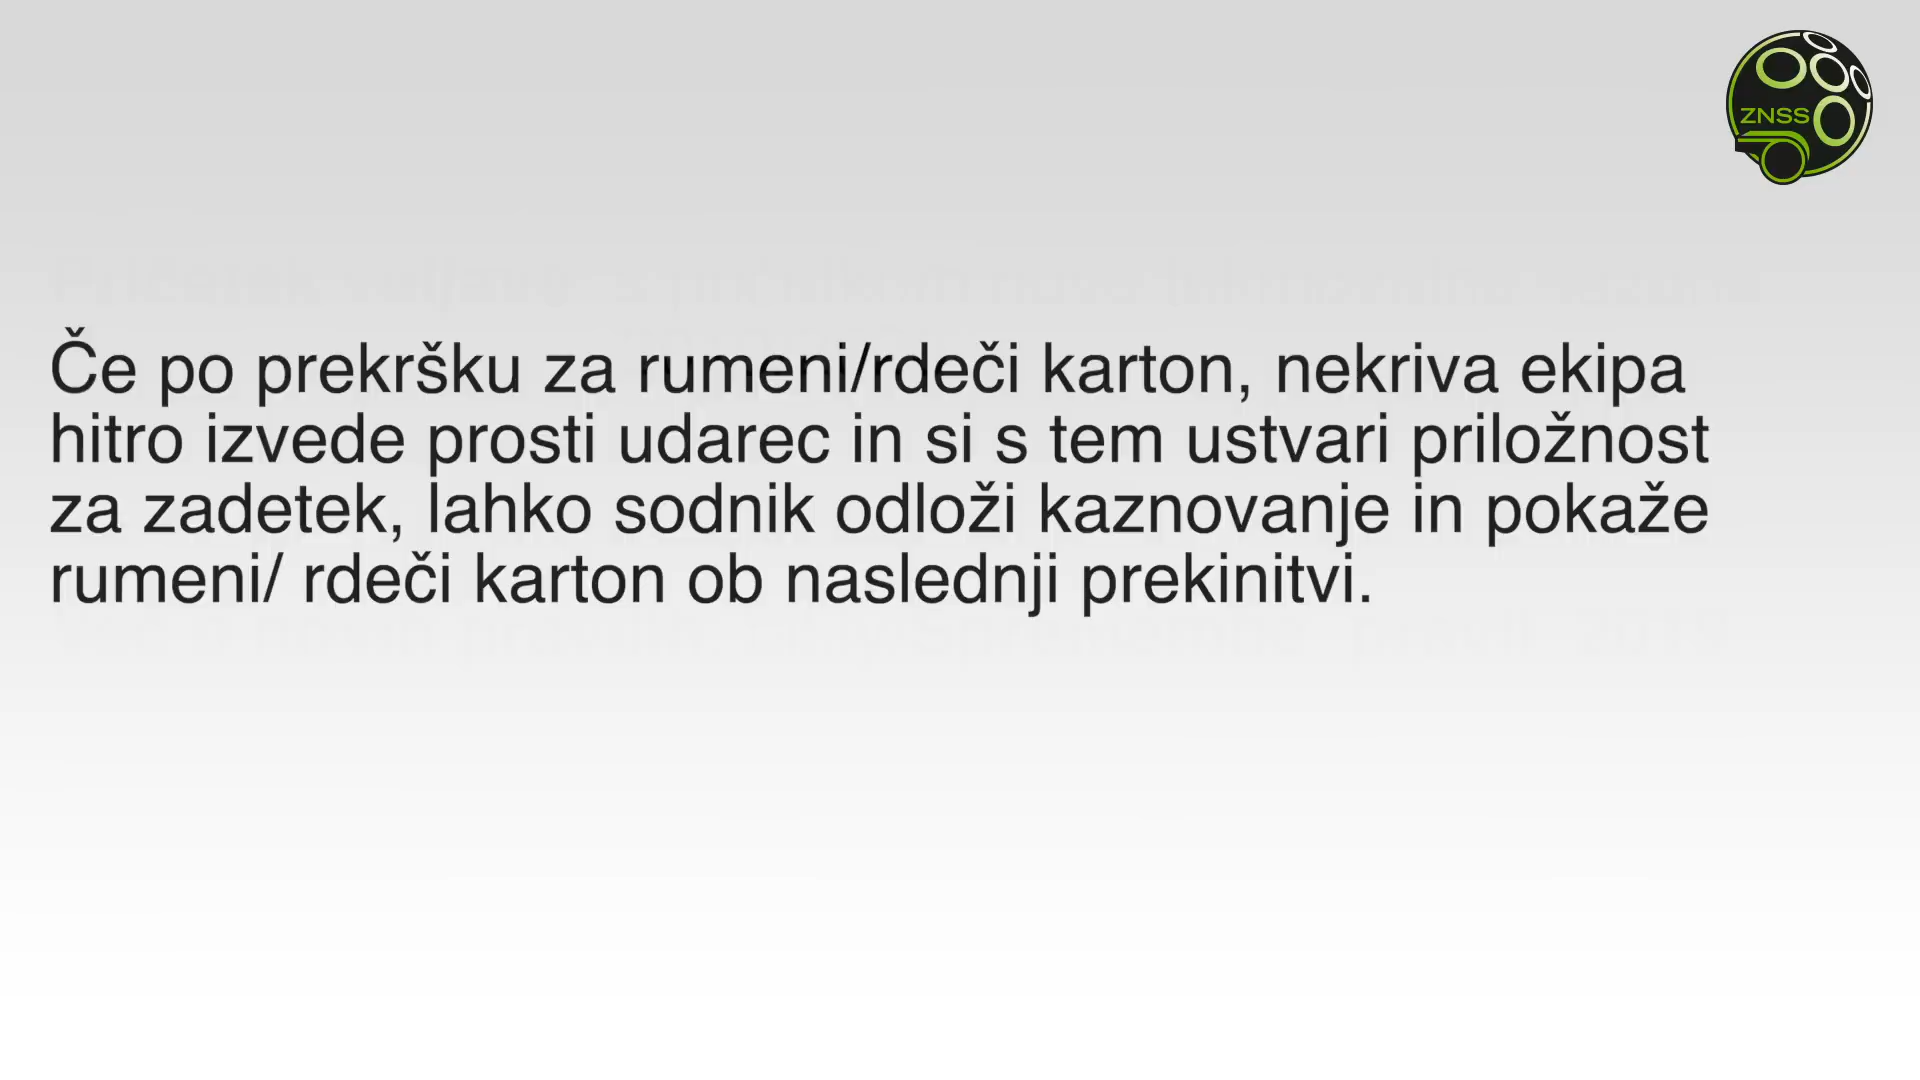 ZNSS
Če po prekršku za rumeni/rdeči karton, nekriva ekipa
hitro izvede prosti udarec in si s tem ustvari priložnost
za zadetek, lahko sodnik odloži kaznovanje in pokaže
rumeni/ rdeči karton ob naslednji prekinitvi.